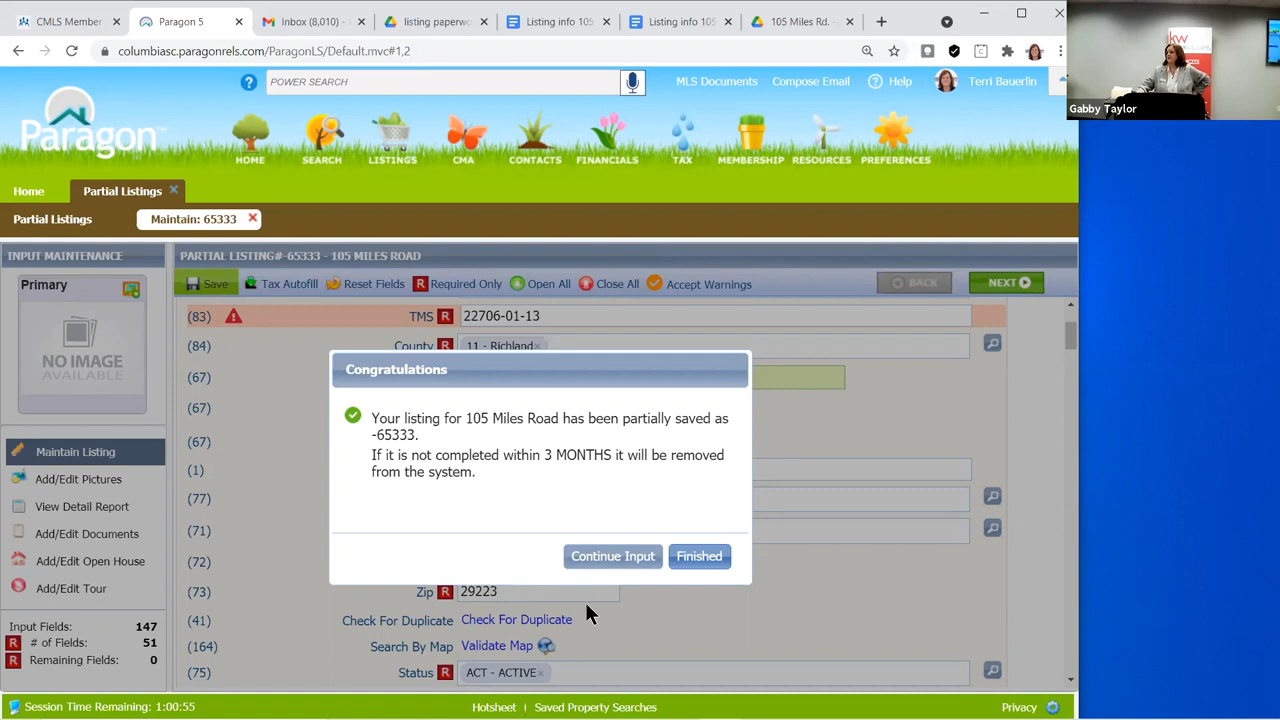 CMLS Member
Paragon 5
Inbox (8,010)
listing paperwo
Listing info 105
Listing info 105
105 Miles Rd. -
columbiasc.paragonrels.com/ParagonLS/Default.mvc#1,2
POWER SEARCH
MLS Documents
Compose Email
Help
Terri Bauerlin
Paragon
HOME
SEARCH
LISTINGS
CMA
CONTACTS
FINANCIALS
TAX
MEMBERSHIP
RESOURCES
PREFERENCES
kw
Gabby Taylor
Home
Partial Listings
Partial Listings
Maintain: 65333
INPUT MAINTENANCE
PARTIAL LISTING#-65333 - 105 MILES ROAD
Primary
NO IMAGE
AVAILABLE
Save
Tax Autofill
Reset Fields
R Required Only
Open All
Close All
Accept Warnings
BACK
NEXT
(83) TMS R 22706-01-13
(84) County R 11 - Richland×
(67)
(67)
(67)
(1)
(77)
(71)
(72)
(73) Zip R 29223
(41) Check For Duplicate Check For Duplicate
(164) Search By Map Validate Map
(75) Status R ACT - ACTIVE×
Congratulations
Your listing for 105 Miles Road has been partially saved as
-65333.
If it is not completed within 3 MONTHS it will be removed
from the system.
Continue Input
Finished
Maintain Listing
Add/Edit Pictures
View Detail Report
Add/Edit Documents
Add/Edit Open House
Add/Edit Tour
Input Fields: 147
R # of Fields: 51
R Remaining Fields: 0
Session Time Remaining: 1:00:55
Hotsheet
Saved Property Searches
Privacy